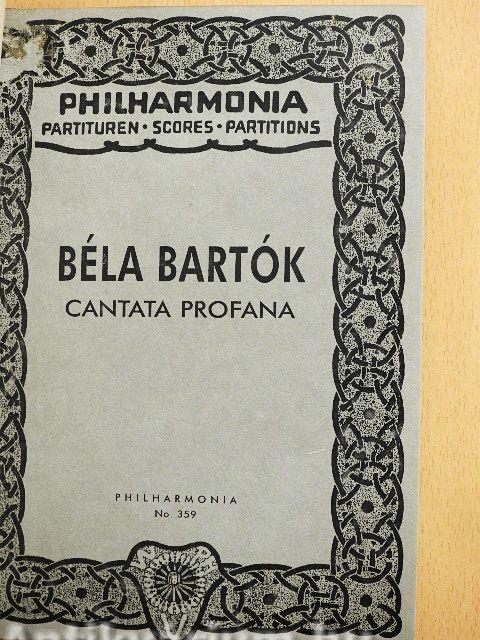 PHILHARMONIA
PARTITUREN · SCORES · PARTITIONS
BÉLA BARTÓK
CANTATA PROFANA
PHILHARMONIA
No. 359